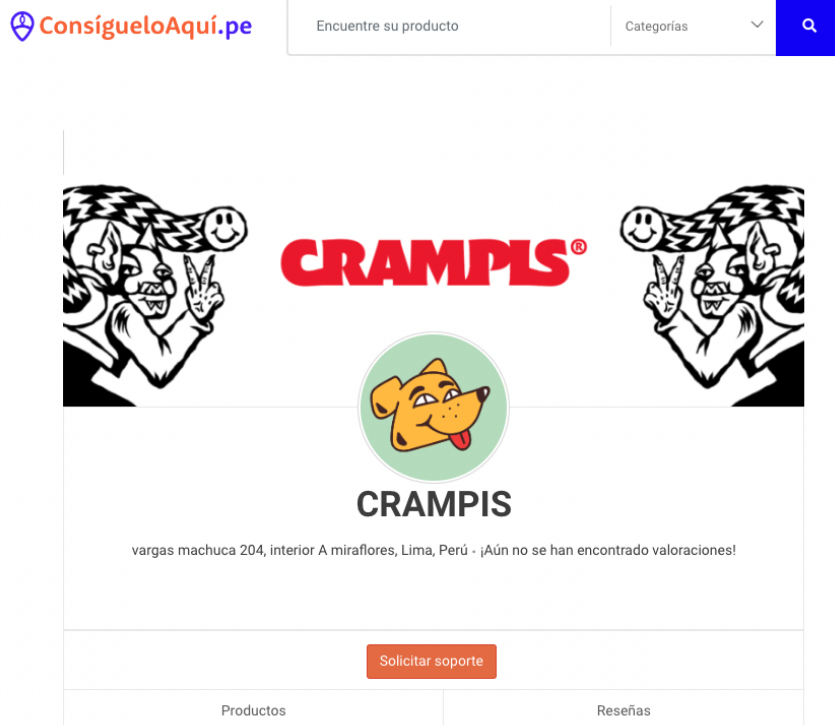 ConsígueloAquí.pe
Encuentre su producto
Categorías
CRAMPIS®
CRAMPIS
vargas machuca 204, interior A miraflores, Lima, Perú - ¡Aún no se han encontrado valoraciones!
Solicitar soporte
Productos
Reseñas